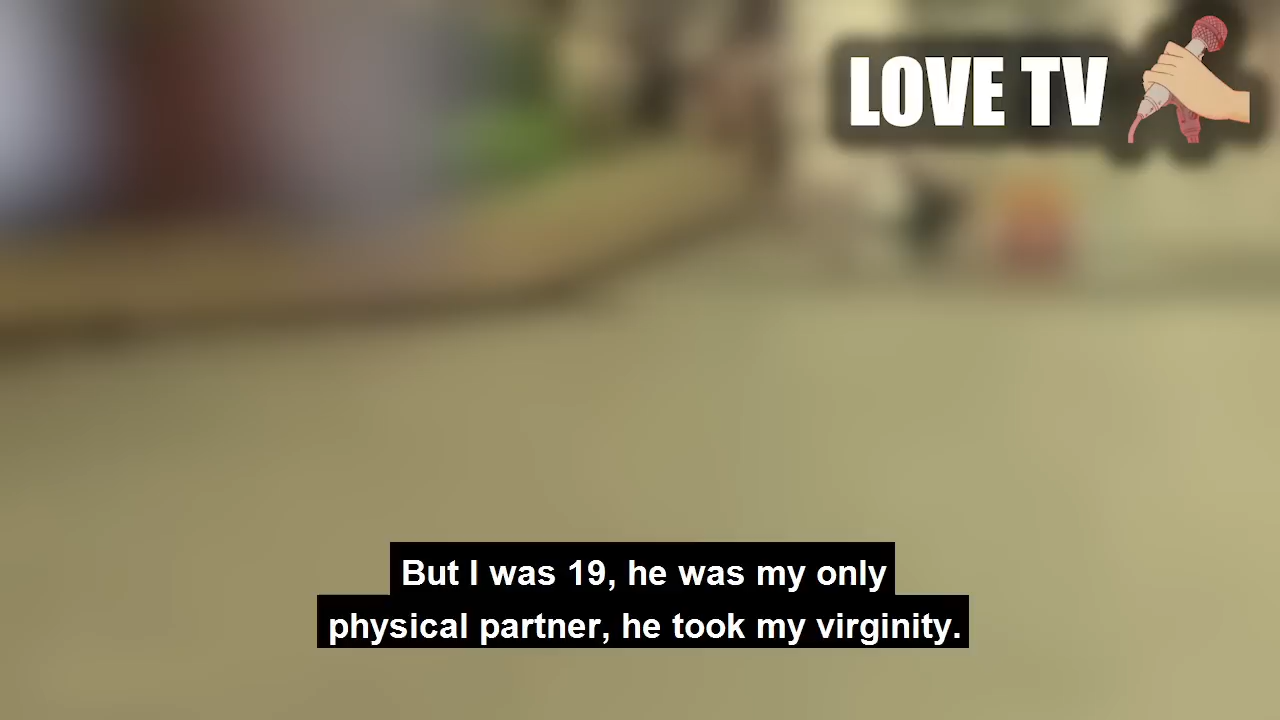 LOVE TV
But I was 19, he was my only
physical partner, he took my virginity.